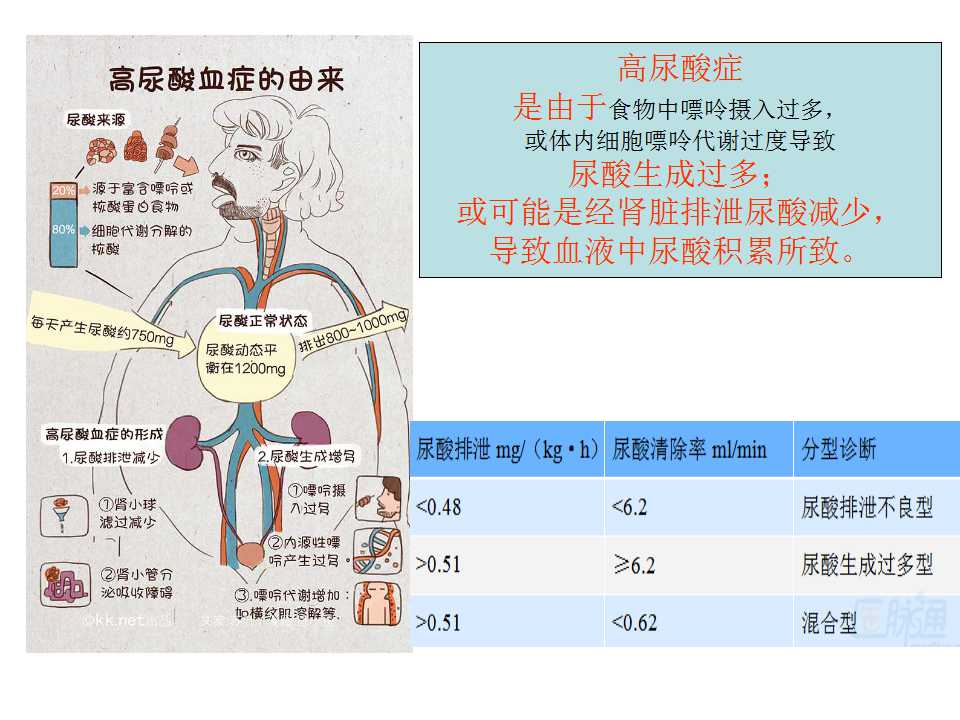 高尿酸血症的由来
尿酸来源
20%
源于富含嘌呤或
核酸蛋白食物
80%
细胞代谢分解的
核酸
每天产生尿酸约750mg
尿酸正常状态
尿酸动态平
衡在1200mg
排出800~1000mg
高尿酸血症的形成
1.尿酸排泄减少
①肾小球
滤过减少
②肾小管分
泌吸收障碍
2.尿酸生成增多
①嘌呤摄
入过多
②内源性嘌
呤产生过多。
③.嘌呤代谢增加:
如横纹肌溶解等.
高尿酸症
是由于食物中嘌呤摄入过多，
或体内细胞嘌呤代谢过度导致
尿酸生成过多；
或可能是经肾脏排泄尿酸减少，
导致血液中尿酸积累所致。
尿酸排泄 mg/（kg·h） 尿酸清除率 ml/min 分型诊断
<0.48 <6.2 尿酸排泄不良型
>0.51 ≥6.2 尿酸生成过多型
>0.51 <0.62 混合型
医脉通